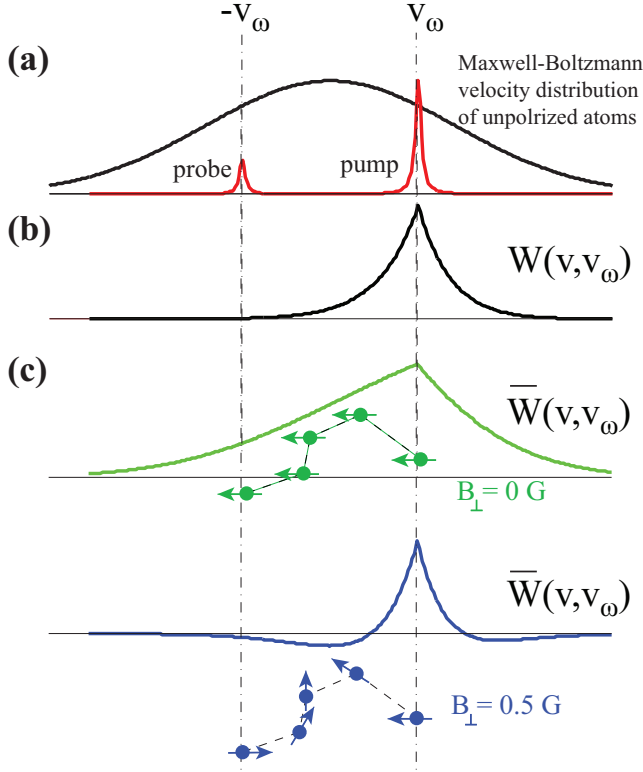 -vω
vω
(a)
Maxwell-Boltzmann
velocity distribution
of unpolrized atoms
probe
pump
(b)
W(v,vω)
(c)
W̅(v,vω)
B⊥= 0 G
W̅(v,vω)
B⊥= 0.5 G